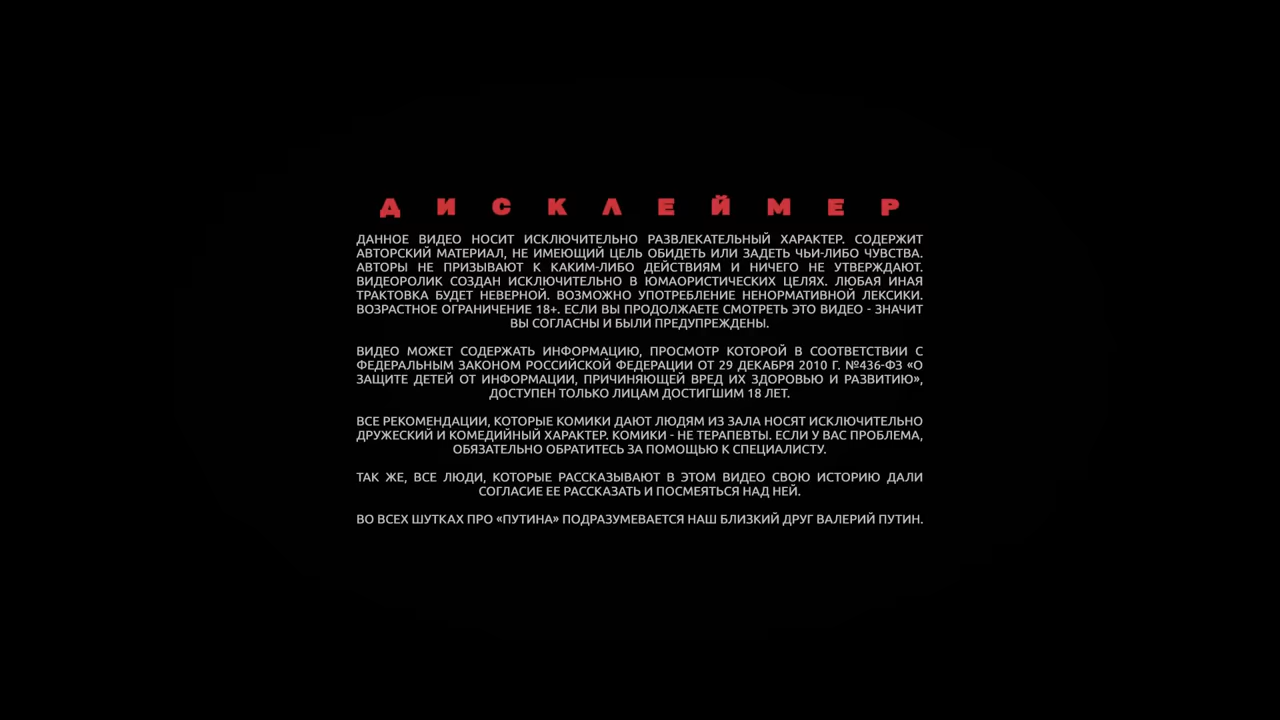 ДИСКЛЕЙМЕР
ДАННОЕ ВИДЕО НОСИТ ИСКЛЮЧИТЕЛЬНО РАЗВЛЕКАТЕЛЬНЫЙ ХАРАКТЕР. СОДЕРЖИТ
АВТОРСКИЙ МАТЕРИАЛ, НЕ ИМЕЮЩИЙ ЦЕЛЬ ОБИДЕТЬ ИЛИ ЗАДЕТЬ ЧЬИ-ЛИБО ЧУВСТВА.
АВТОРЫ НЕ ПРИЗЫВАЮТ К КАКИМ-ЛИБО ДЕЙСТВИЯМ И НИЧЕГО НЕ УТВЕРЖДАЮТ.
ВИДЕОРОЛИК СОЗДАН ИСКЛЮЧИТЕЛЬНО В ЮМАОРИСТИЧЕСКИХ ЦЕЛЯХ. ЛЮБАЯ ИНАЯ
ТРАКТОВКА БУДЕТ НЕВЕРНОЙ. ВОЗМОЖНО УПОТРЕБЛЕНИЕ НЕНОРМАТИВНОЙ ЛЕКСИКИ.
ВОЗРАСТНОЕ ОГРАНИЧЕНИЕ 18+. ЕСЛИ ВЫ ПРОДОЛЖАЕТЕ СМОТРЕТЬ ЭТО ВИДЕО - ЗНАЧИТ
ВЫ СОГЛАСНЫ И БЫЛИ ПРЕДУПРЕЖДЕНЫ.
ВИДЕО МОЖЕТ СОДЕРЖАТЬ ИНФОРМАЦИЮ, ПРОСМОТР КОТОРОЙ В СООТВЕТСТВИИ С
ФЕДЕРАЛЬНЫМ ЗАКОНОМ РОССИЙСКОЙ ФЕДЕРАЦИИ ОТ 29 ДЕКАБРЯ 2010 Г. №436-ФЗ «О
ЗАЩИТЕ ДЕТЕЙ ОТ ИНФОРМАЦИИ, ПРИЧИНЯЮЩЕЙ ВРЕД ИХ ЗДОРОВЬЮ И РАЗВИТИЮ»,
ДОСТУПЕН ТОЛЬКО ЛИЦАМ ДОСТИГШИМ 18 ЛЕТ.
ВСЕ РЕКОМЕНДАЦИИ, КОТОРЫЕ КОМИКИ ДАЮТ ЛЮДЯМ ИЗ ЗАЛА НОСЯТ ИСКЛЮЧИТЕЛЬНО
ДРУЖЕСКИЙ И КОМЕДИЙНЫЙ ХАРАКТЕР. КОМИКИ - НЕ ТЕРАПЕВТЫ. ЕСЛИ У ВАС ПРОБЛЕМА,
ОБЯЗАТЕЛЬНО ОБРАТИТЕСЬ ЗА ПОМОЩЬЮ К СПЕЦИАЛИСТУ.
ТАК ЖЕ, ВСЕ ЛЮДИ, КОТОРЫЕ РАССКАЗЫВАЮТ В ЭТОМ ВИДЕО СВОЮ ИСТОРИЮ ДАЛИ
СОГЛАСИЕ ЕЕ РАССКАЗАТЬ И ПОСМЕЯТЬСЯ НАД НЕЙ.
ВО ВСЕХ ШУТКАХ ПРО «ПУТИНА» ПОДРАЗУМЕВАЕТСЯ НАШ БЛИЗКИЙ ДРУГ ВАЛЕРИЙ ПУТИН.